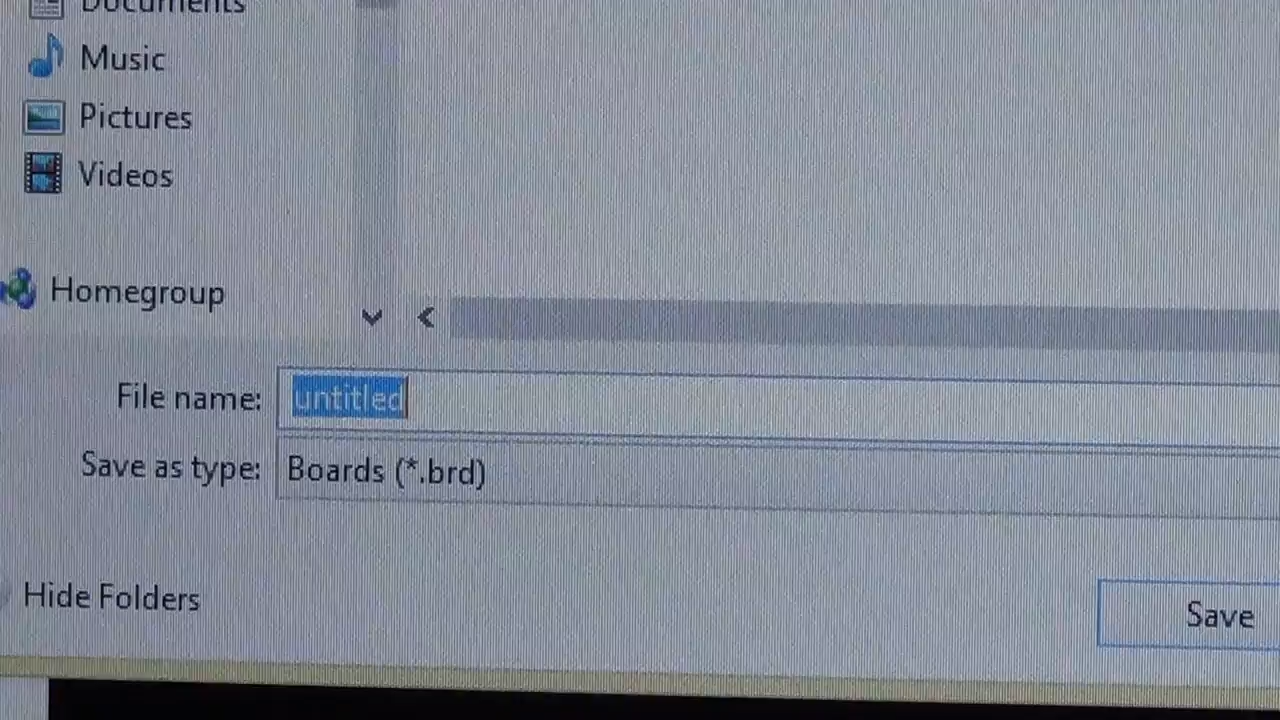 Documents
Music
Pictures
Videos
Homegroup
File name: untitled
Save as type: Boards (*.brd)
Hide Folders
Save